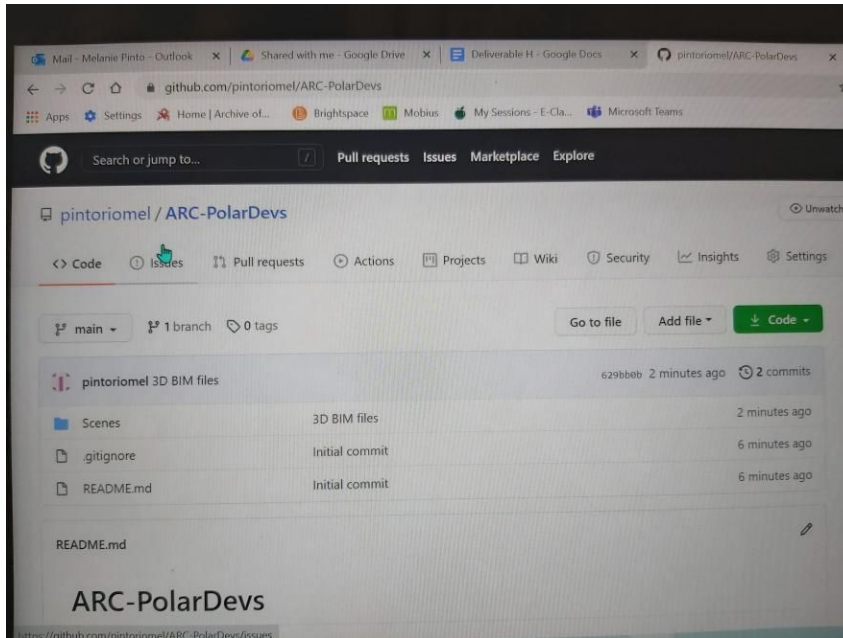 Mail - Melanie Pinto - Outlook × Shared with me - Google Drive × Deliverable H - Google Docs × pintoriomel/ARC-PolarDevs ×
github.com/pintoriomel/ARC-PolarDevs
Apps Settings Home | Archive of... Brightspace Mobius My Sessions - E-Cla... Microsoft Teams
Search or jump to... / Pull requests Issues Marketplace Explore
pintoriomel / ARC-PolarDevs Unwatch
<> Code Issues Pull requests Actions Projects Wiki Security Insights Settings
main 1 branch 0 tags Go to file Add file Code
pintoriomel 3D BIM files 629bbeb 2 minutes ago 2 commits
Scenes 3D BIM files 2 minutes ago
.gitignore Initial commit 6 minutes ago
README.md Initial commit 6 minutes ago
README.md
ARC-PolarDevs
https://github.com/pintoriomel/ARC-PolarDevs/issues